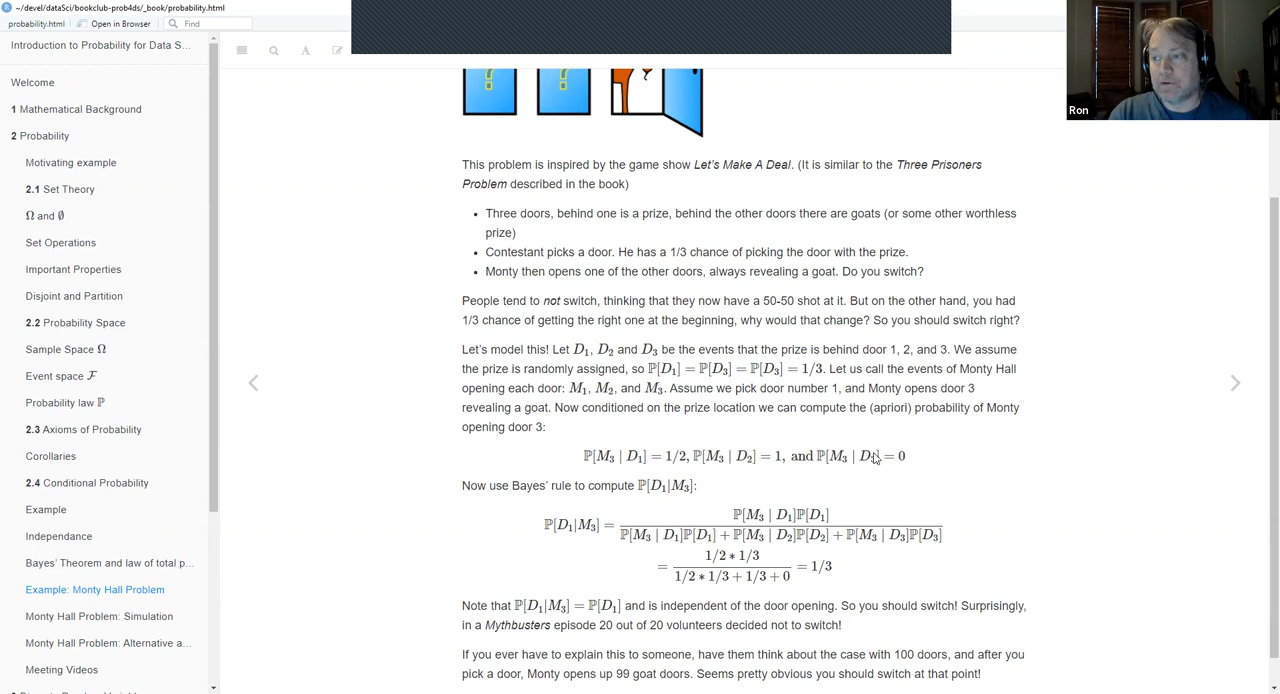 ~/devel/dataSci/bookclub-prob4ds/_book/probability.html
probability.html
Open in Browser
Find
Introduction to Probability for Data S...
Welcome
1 Mathematical Background
2 Probability
Motivating example
2.1 Set Theory
Ω and ∅
Set Operations
Important Properties
Disjoint and Partition
2.2 Probability Space
Sample Space Ω
Event space ℱ
Probability law ℙ
2.3 Axioms of Probability
Corollaries
2.4 Conditional Probability
Example
Independence
Bayes' Theorem and law of total p...
Example: Monty Hall Problem
Monty Hall Problem: Simulation
Monty Hall Problem: Alternative a...
Meeting Videos
? ?
This problem is inspired by the game show Let's Make A Deal. (It is similar to the Three Prisoners
Problem described in the book)
• Three doors, behind one is a prize, behind the other doors there are goats (or some other worthless
prize)
• Contestant picks a door. He has a 1/3 chance of picking the door with the prize.
• Monty then opens one of the other doors, always revealing a goat. Do you switch?
People tend to not switch, thinking that they now have a 50-50 shot at it. But on the other hand, you had
1/3 chance of getting the right one at the beginning, why would that change? So you should switch right?
Let's model this! Let D₁, D₂ and D₃ be the events that the prize is behind door 1, 2, and 3. We assume
the prize is randomly assigned, so ℙ[D₁] = ℙ[D₃] = ℙ[D₃] = 1/3. Let us call the events of Monty Hall
opening each door: M₁, M₂, and M₃. Assume we pick door number 1, and Monty opens door 3
revealing a goat. Now conditioned on the prize location we can compute the (apriori) probability of Monty
opening door 3:
ℙ[M₃ | D₁] = 1/2, ℙ[M₃ | D₂] = 1, and ℙ[M₃ | D ] = 0
Now use Bayes' rule to compute ℙ[D₁|M₃]:
ℙ[D₁|M₃] = ℙ[M₃ | D₁]ℙ[D₁]
ℙ[M₃ | D₁]ℙ[D₁] + ℙ[M₃ | D₂]ℙ[D₂] + ℙ[M₃ | D₃]ℙ[D₃]
= 1/2 ∗ 1/3
1/2 ∗ 1/3 + 1/3 + 0 = 1/3
Note that ℙ[D₁|M₃] = ℙ[D₁] and is independent of the door opening. So you should switch! Surprisingly,
in a Mythbusters episode 20 out of 20 volunteers decided not to switch!
If you ever have to explain this to someone, have them think about the case with 100 doors, and after you
pick a door, Monty opens up 99 goat doors. Seems pretty obvious you should switch at that point!
Ron